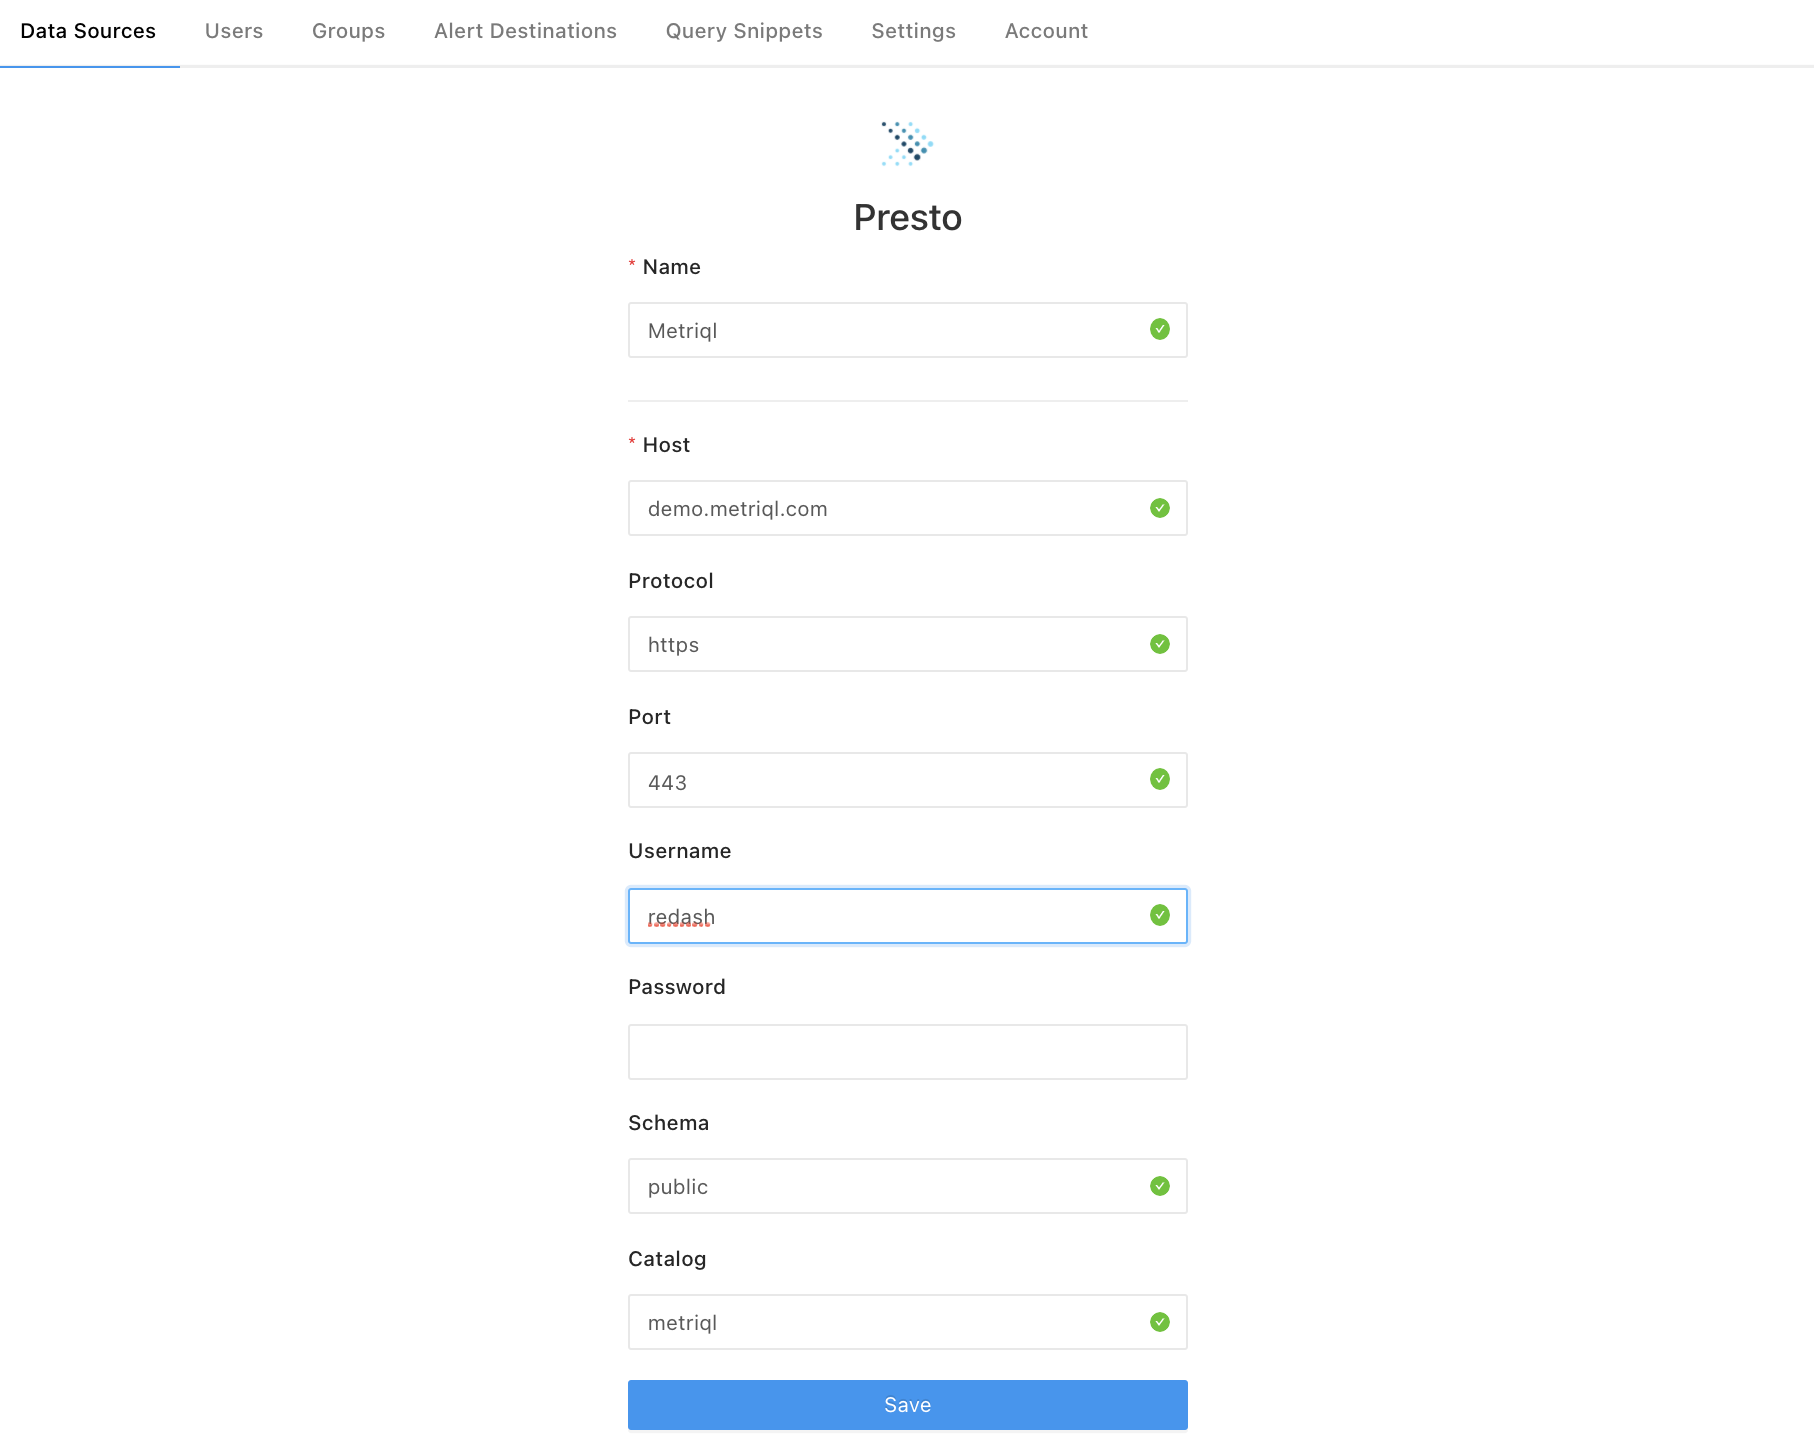 Data Sources Users Groups Alert Destinations Query Snippets Settings Account
Presto
* Name
Metriql
* Host
demo.metriql.com
Protocol
https
Port
443
Username
redash
Password
Schema
public
Catalog
metriql
Save